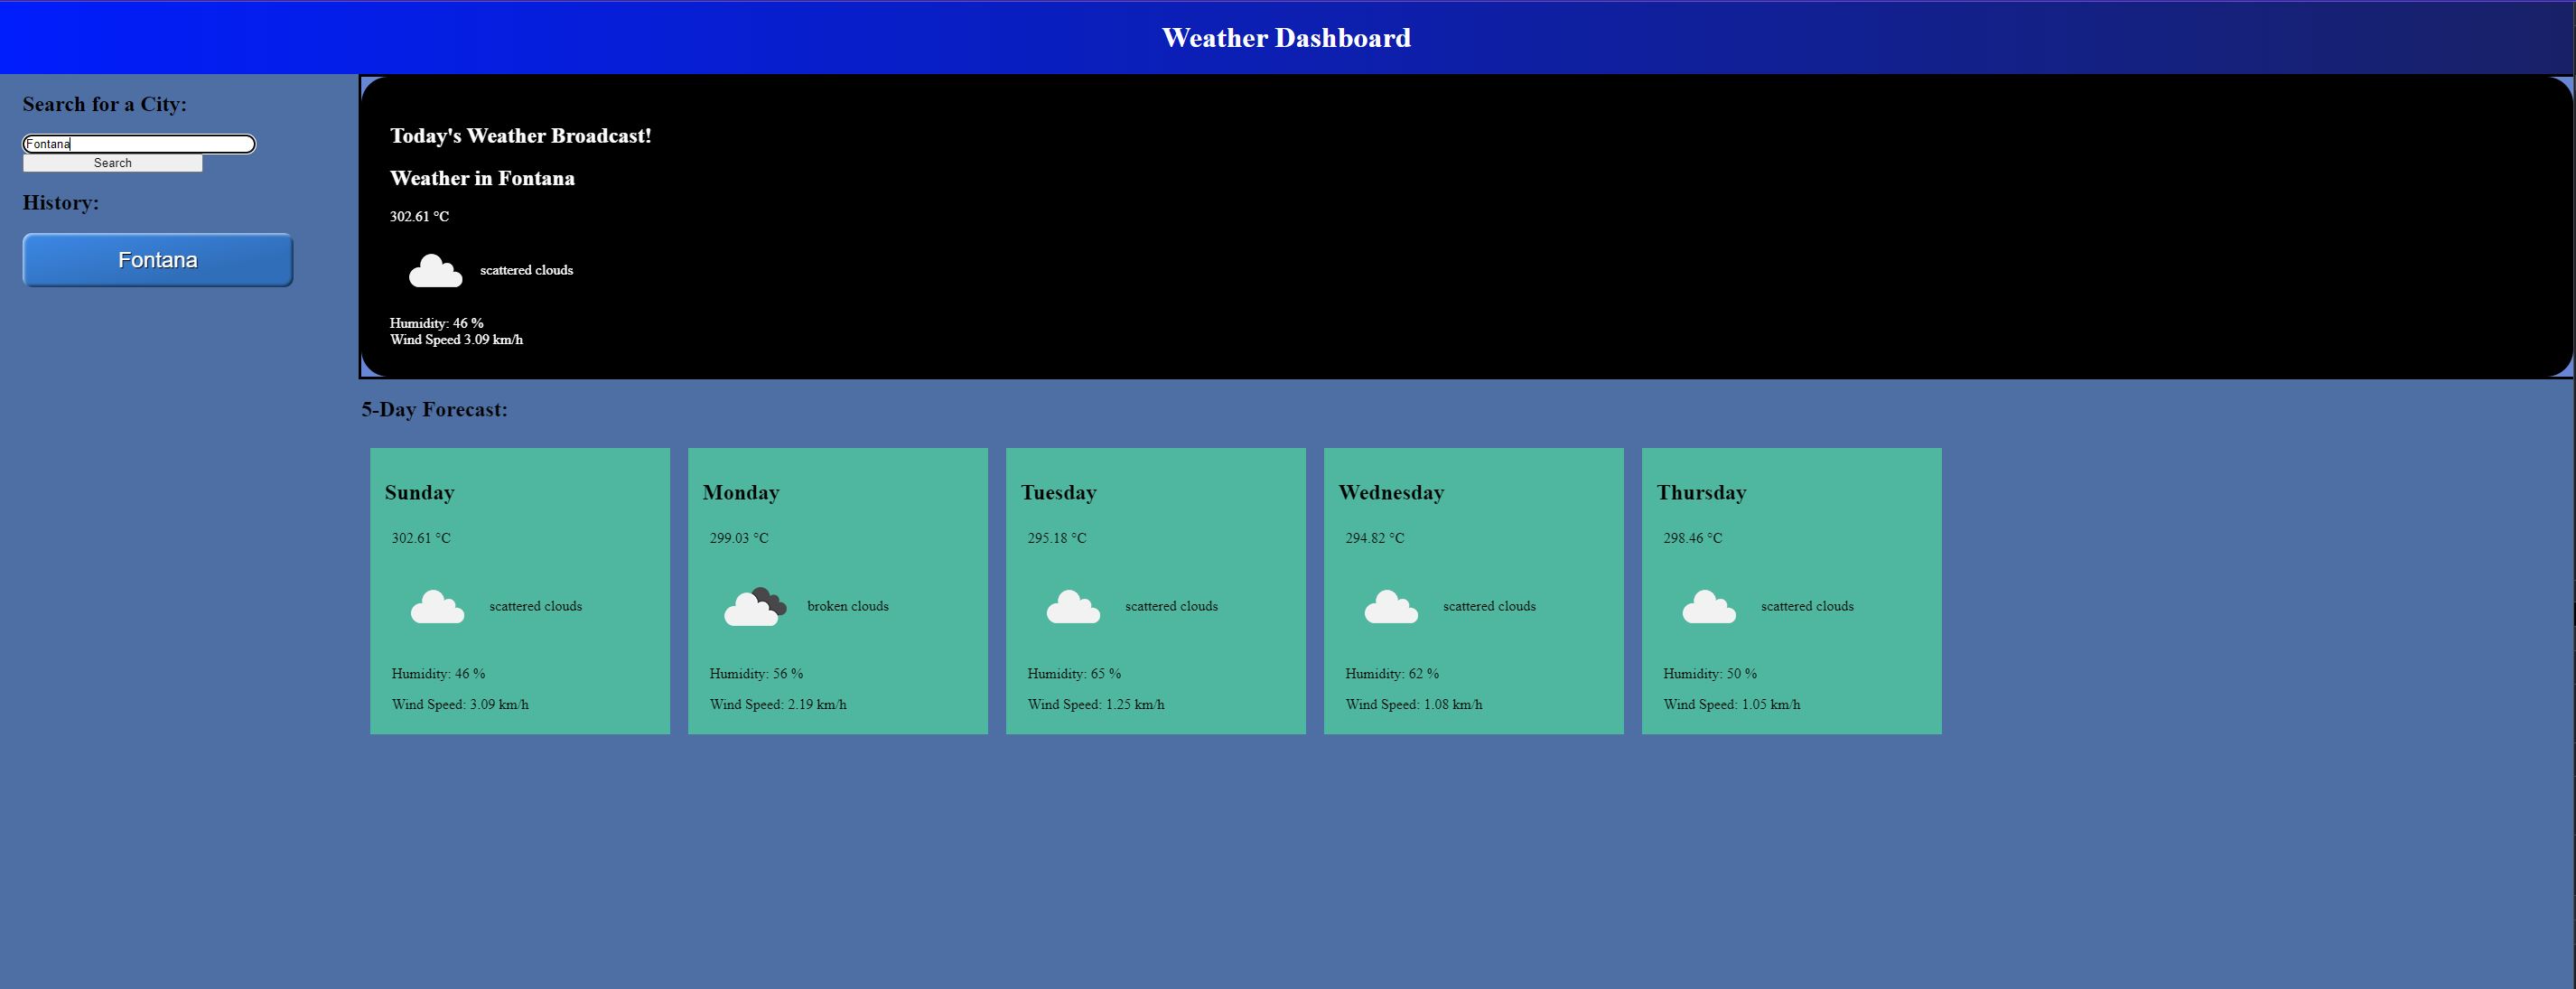 Weather Dashboard
Search for a City:
Fontana
Search
History:
Fontana
Today's Weather Broadcast!
Weather in Fontana
302.61 °C
scattered clouds
Humidity: 46 %
Wind Speed 3.09 km/h
5-Day Forecast:
Sunday
302.61 °C
scattered clouds
Humidity: 46 %
Wind Speed: 3.09 km/h
Monday
299.03 °C
broken clouds
Humidity: 56 %
Wind Speed: 2.19 km/h
Tuesday
295.18 °C
scattered clouds
Humidity: 65 %
Wind Speed: 1.25 km/h
Wednesday
294.82 °C
scattered clouds
Humidity: 62 %
Wind Speed: 1.08 km/h
Thursday
298.46 °C
scattered clouds
Humidity: 50 %
Wind Speed: 1.05 km/h